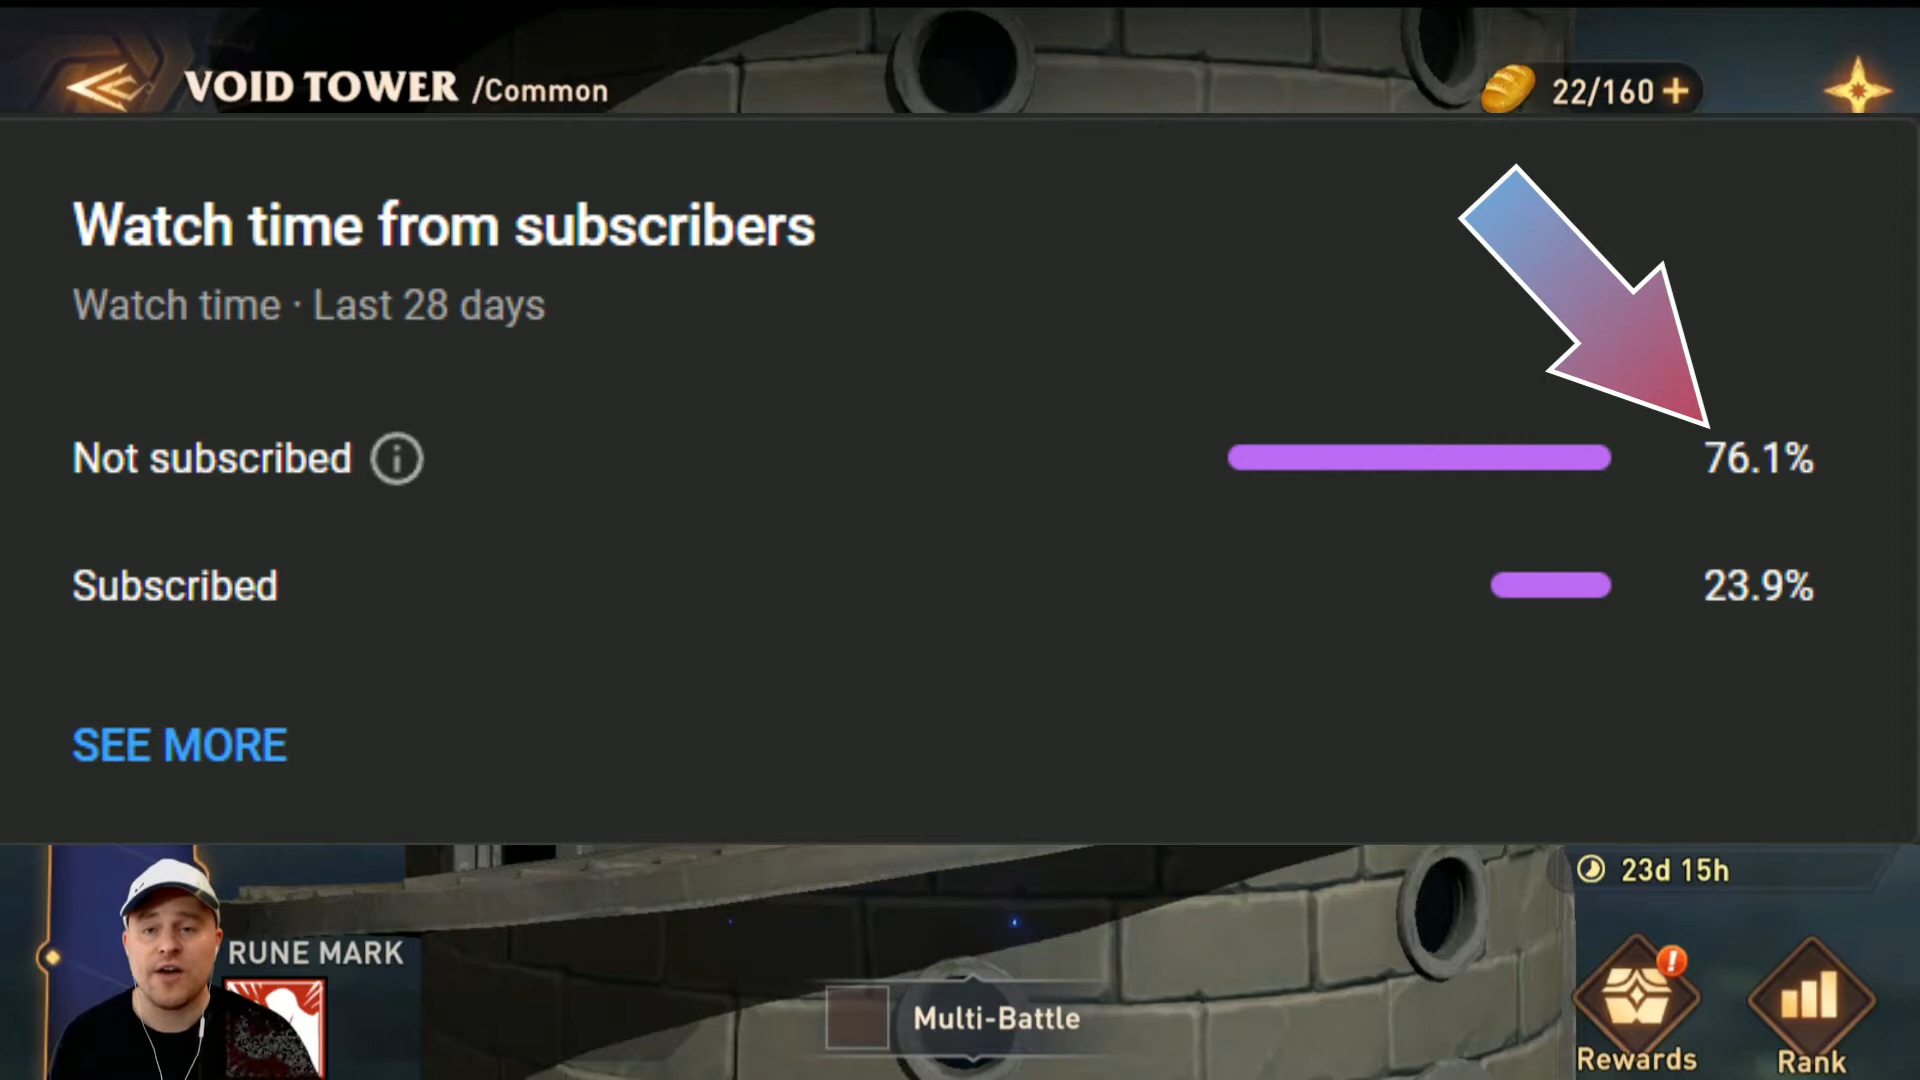 VOID TOWER /Common
22/160 +
Watch time from subscribers
Watch time · Last 28 days
Not subscribed i
76.1%
Subscribed
23.9%
SEE MORE
23d 15h
RUNE MARK
Multi-Battle
!
Rewards
Rank